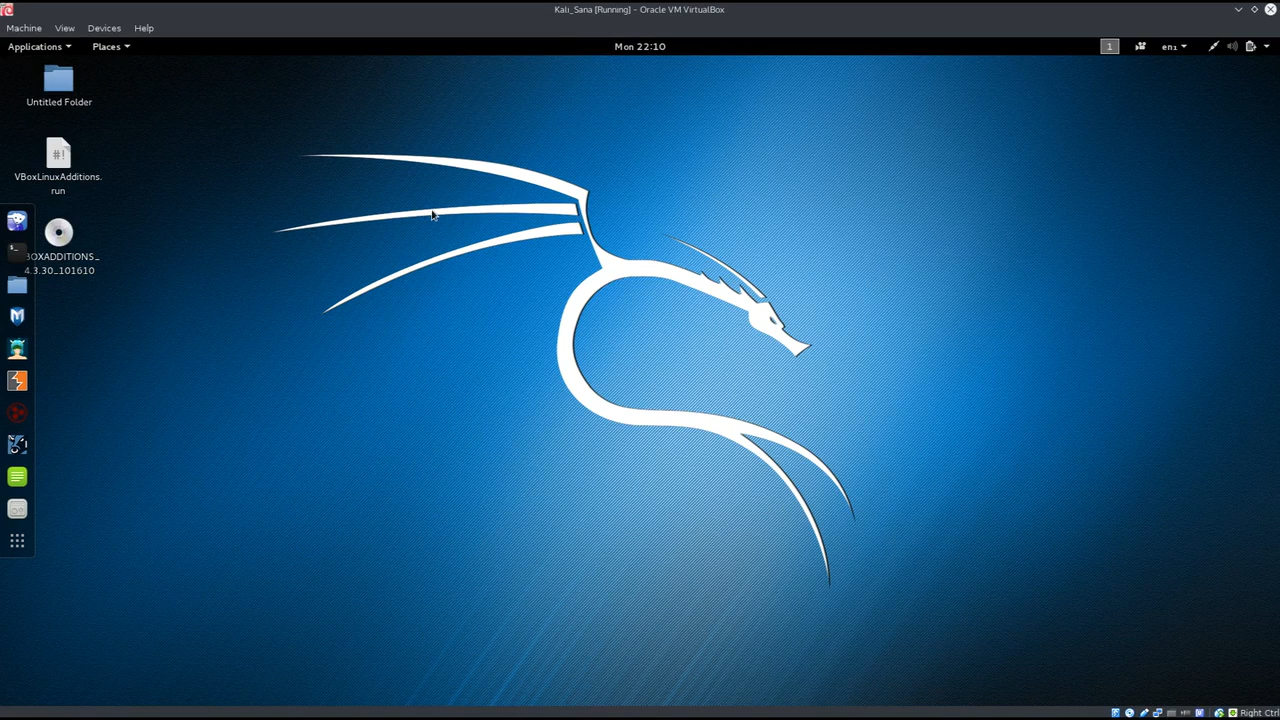 Kali_Sana [Running] - Oracle VM VirtualBox
Machine View Devices Help
Applications Places Mon 22:10 1 en1
Untitled Folder
#!
VBoxLinuxAdditions.
run
BOXADDITIONS_
4.3.30_101610
Right Ctrl